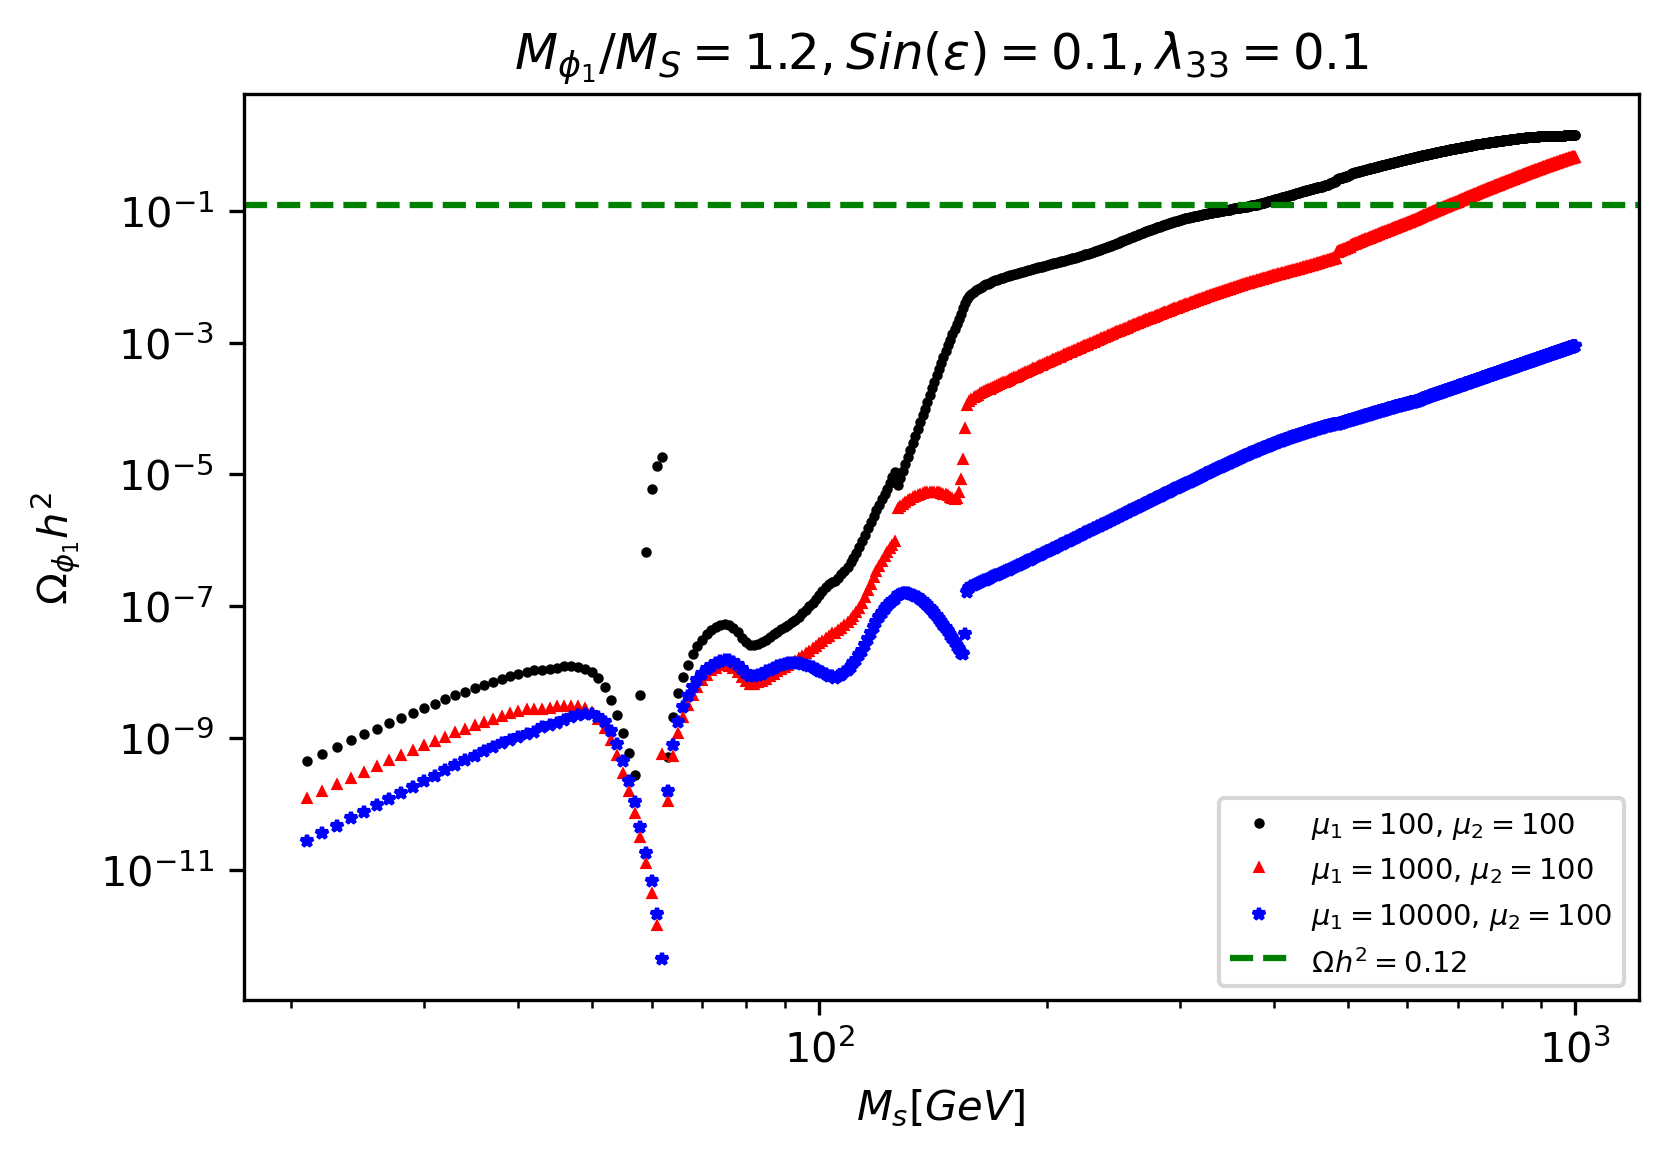 $M_{\phi_1}/M_S = 1.2, Sin(\epsilon) = 0.1, \lambda_{33} = 0.1$
$\Omega_{\phi_1} h^2$
$10^{-1}$
$10^{-3}$
$10^{-5}$
$10^{-7}$
$10^{-9}$
$10^{-11}$
$\mu_1 = 100, \mu_2 = 100$
$\mu_1 = 1000, \mu_2 = 100$
$\mu_1 = 10000, \mu_2 = 100$
$\Omega h^2 = 0.12$
$10^2$ $10^3$
$M_s[GeV]$